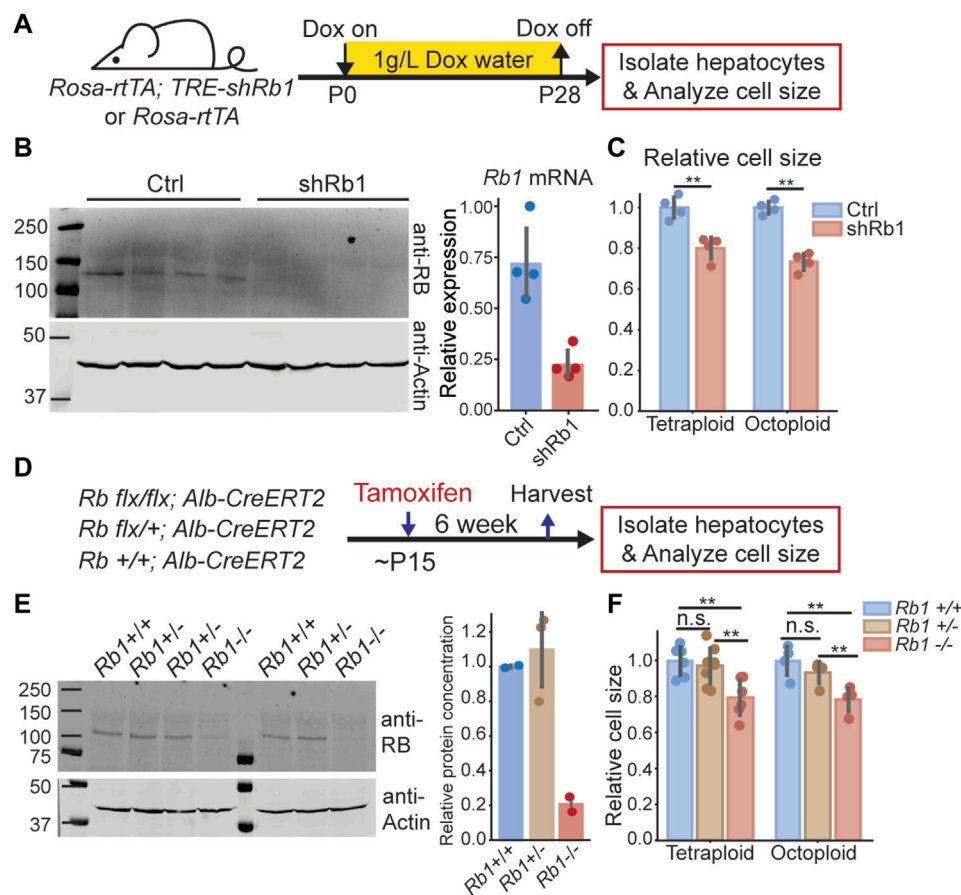 A
Dox on
Dox off
1g/L Dox water
P0
P28
Rosa-rtTA; TRE-shRb1
or Rosa-rtTA
Isolate hepatocytes
& Analyze cell size
B
Ctrl
shRb1
250
150
100
anti-RB
50
37
anti-Actin
Rb1 mRNA
Relative expression
1.00
0.75
0.50
0.25
0.00
Ctrl
shRb1
C
Relative cell size
**
**
Ctrl
shRb1
1.0
0.8
0.6
0.4
0.2
0.0
Tetraploid
Octoploid
D
Rb flx/flx; Alb-CreERT2
Rb flx/+; Alb-CreERT2
Rb +/+; Alb-CreERT2
Tamoxifen
Harvest
6 week
~P15
Isolate hepatocytes
& Analyze cell size
E
Rb1+/+
Rb1+/-
Rb1+/-
Rb1-/-
Rb1+/+
Rb1+/-
Rb1-/-
250
150
100
75
anti-
RB
50
37
anti-
Actin
Relative protein concentration
1.2
1.0
0.8
0.6
0.4
0.2
0.0
Rb1+/+
Rb1+/-
Rb1-/-
F
Rb1 +/+
Rb1 +/-
Rb1 -/-
**
n.s.
**
**
n.s.
**
Relative cell size
1.0
0.8
0.6
0.4
0.2
0.0
Tetraploid
Octoploid